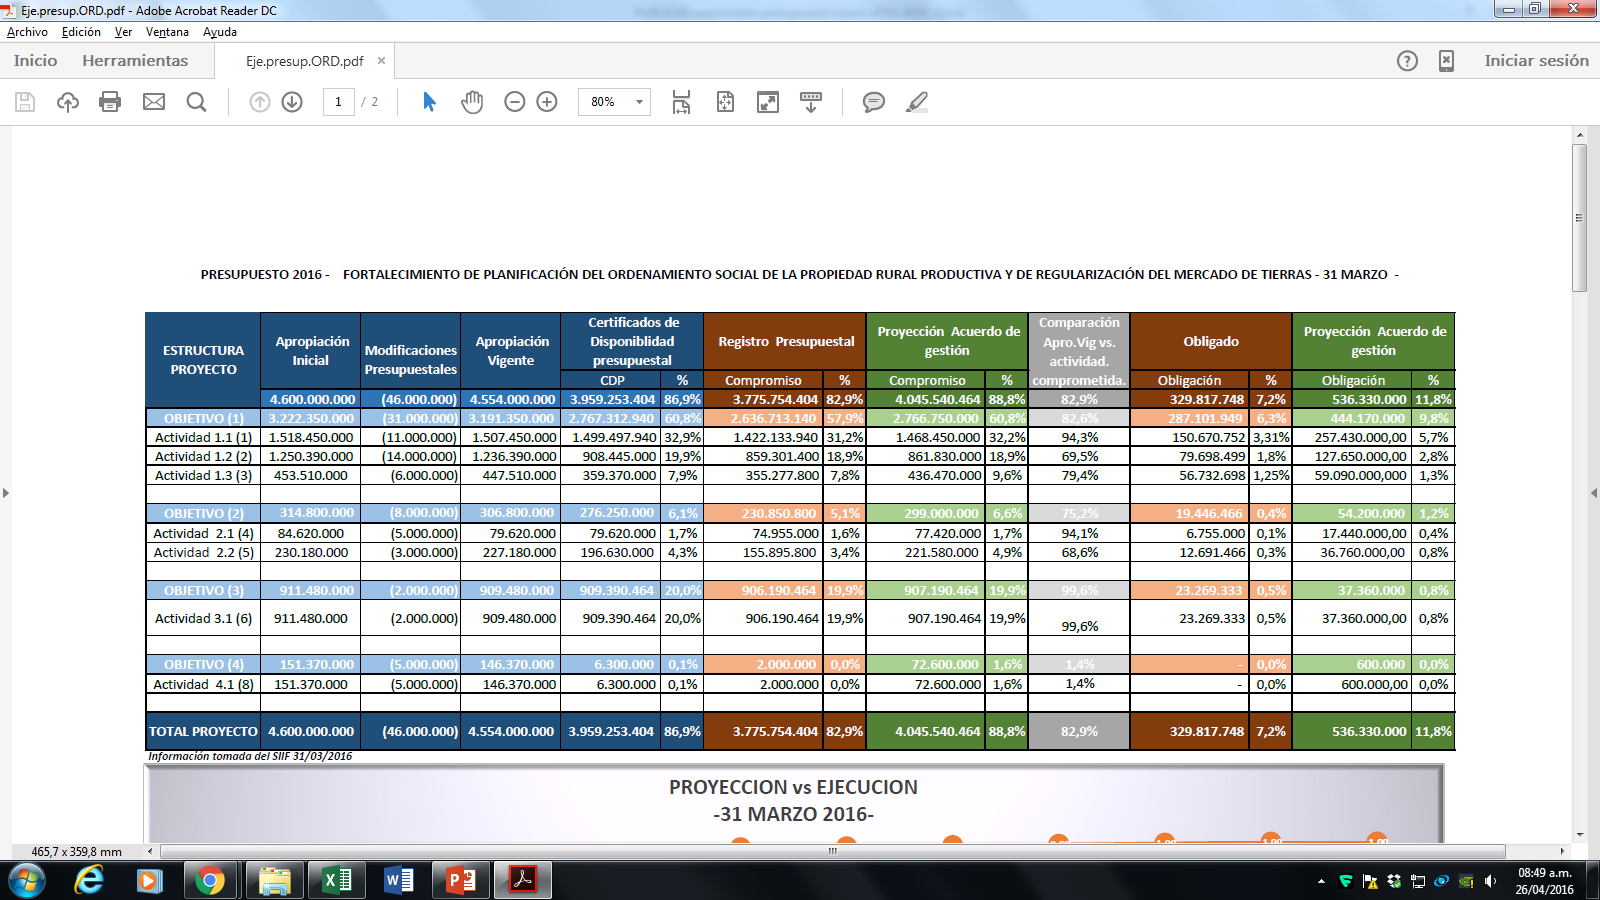 Eje.presup.ORD.pdf - Adobe Acrobat Reader DC
Archivo Edición Ver Ventana Ayuda
Inicio Herramientas Eje.presup.ORD.pdf × Iniciar sesión
1 / 2 80%
PRESUPUESTO 2016 - FORTALECIMIENTO DE PLANIFICACIÓN DEL ORDENAMIENTO SOCIAL DE LA PROPIEDAD RURAL PRODUCTIVA Y DE REGULARIZACIÓN DEL MERCADO DE TIERRAS - 31 MARZO -
ESTRUCTURA PROYECTO Apropiación Inicial Modificaciones Presupuestales Apropiación Vigente Certificados de Disponiblidad presupuestal Registro Presupuestal Proyección Acuerdo de gestión Comparación Apro.Vig vs. actividad. comprometida. Obligado Proyección Acuerdo de gestión
CDP % Compromiso % Compromiso % Obligación % Obligación %
4.600.000.000 (46.000.000) 4.554.000.000 3.959.253.404 86,9% 3.775.754.404 82,9% 4.045.540.464 88,8% 82,9% 329.817.748 7,2% 536.330.000 11,8%
OBJETIVO (1) 3.222.350.000 (31.000.000) 3.191.350.000 2.767.312.940 60,8% 2.636.713.140 57,9% 2.766.750.000 60,8% 82,6% 287.101.949 6,3% 444.170.000 9,8%
Actividad 1.1 (1) 1.518.450.000 (11.000.000) 1.507.450.000 1.499.497.940 32,9% 1.422.133.940 31,2% 1.468.450.000 32,2% 94,3% 150.670.752 3,31% 257.430.000,00 5,7%
Actividad 1.2 (2) 1.250.390.000 (14.000.000) 1.236.390.000 908.445.000 19,9% 859.301.400 18,9% 861.830.000 18,9% 69,5% 79.698.499 1,8% 127.650.000,00 2,8%
Actividad 1.3 (3) 453.510.000 (6.000.000) 447.510.000 359.370.000 7,9% 355.277.800 7,8% 436.470.000 9,6% 79,4% 56.732.698 1,25% 59.090.000,000 1,3%
OBJETIVO (2) 314.800.000 (8.000.000) 306.800.000 276.250.000 6,1% 230.850.800 5,1% 299.000.000 6,6% 75,2% 19.446.466 0,4% 54.200.000 1,2%
Actividad 2.1 (4) 84.620.000 (5.000.000) 79.620.000 79.620.000 1,7% 74.955.000 1,6% 77.420.000 1,7% 94,1% 6.755.000 0,1% 17.440.000,00 0,4%
Actividad 2.2 (5) 230.180.000 (3.000.000) 227.180.000 196.630.000 4,3% 155.895.800 3,4% 221.580.000 4,9% 68,6% 12.691.466 0,3% 36.760.000,00 0,8%
OBJETIVO (3) 911.480.000 (2.000.000) 909.480.000 909.390.464 20,0% 906.190.464 19,9% 907.190.464 19,9% 99,6% 23.269.333 0,5% 37.360.000 0,8%
Actividad 3.1 (6) 911.480.000 (2.000.000) 909.480.000 909.390.464 20,0% 906.190.464 19,9% 907.190.464 19,9% 99,6% 23.269.333 0,5% 37.360.000,00 0,8%
OBJETIVO (4) 151.370.000 (5.000.000) 146.370.000 6.300.000 0,1% 2.000.000 0,0% 72.600.000 1,6% 1,4% - 0,0% 600.000 0,0%
Actividad 4.1 (8) 151.370.000 (5.000.000) 146.370.000 6.300.000 0,1% 2.000.000 0,0% 72.600.000 1,6% 1,4% - 0,0% 600.000,00 0,0%
TOTAL PROYECTO 4.600.000.000 (46.000.000) 4.554.000.000 3.959.253.404 86,9% 3.775.754.404 82,9% 4.045.540.464 88,8% 82,9% 329.817.748 7,2% 536.330.000 11,8%
Información tomada del SIIF 31/03/2016
PROYECCION vs EJECUCION
-31 MARZO 2016-
465,7 x 359,8 mm
08:49 a.m.
26/04/2016